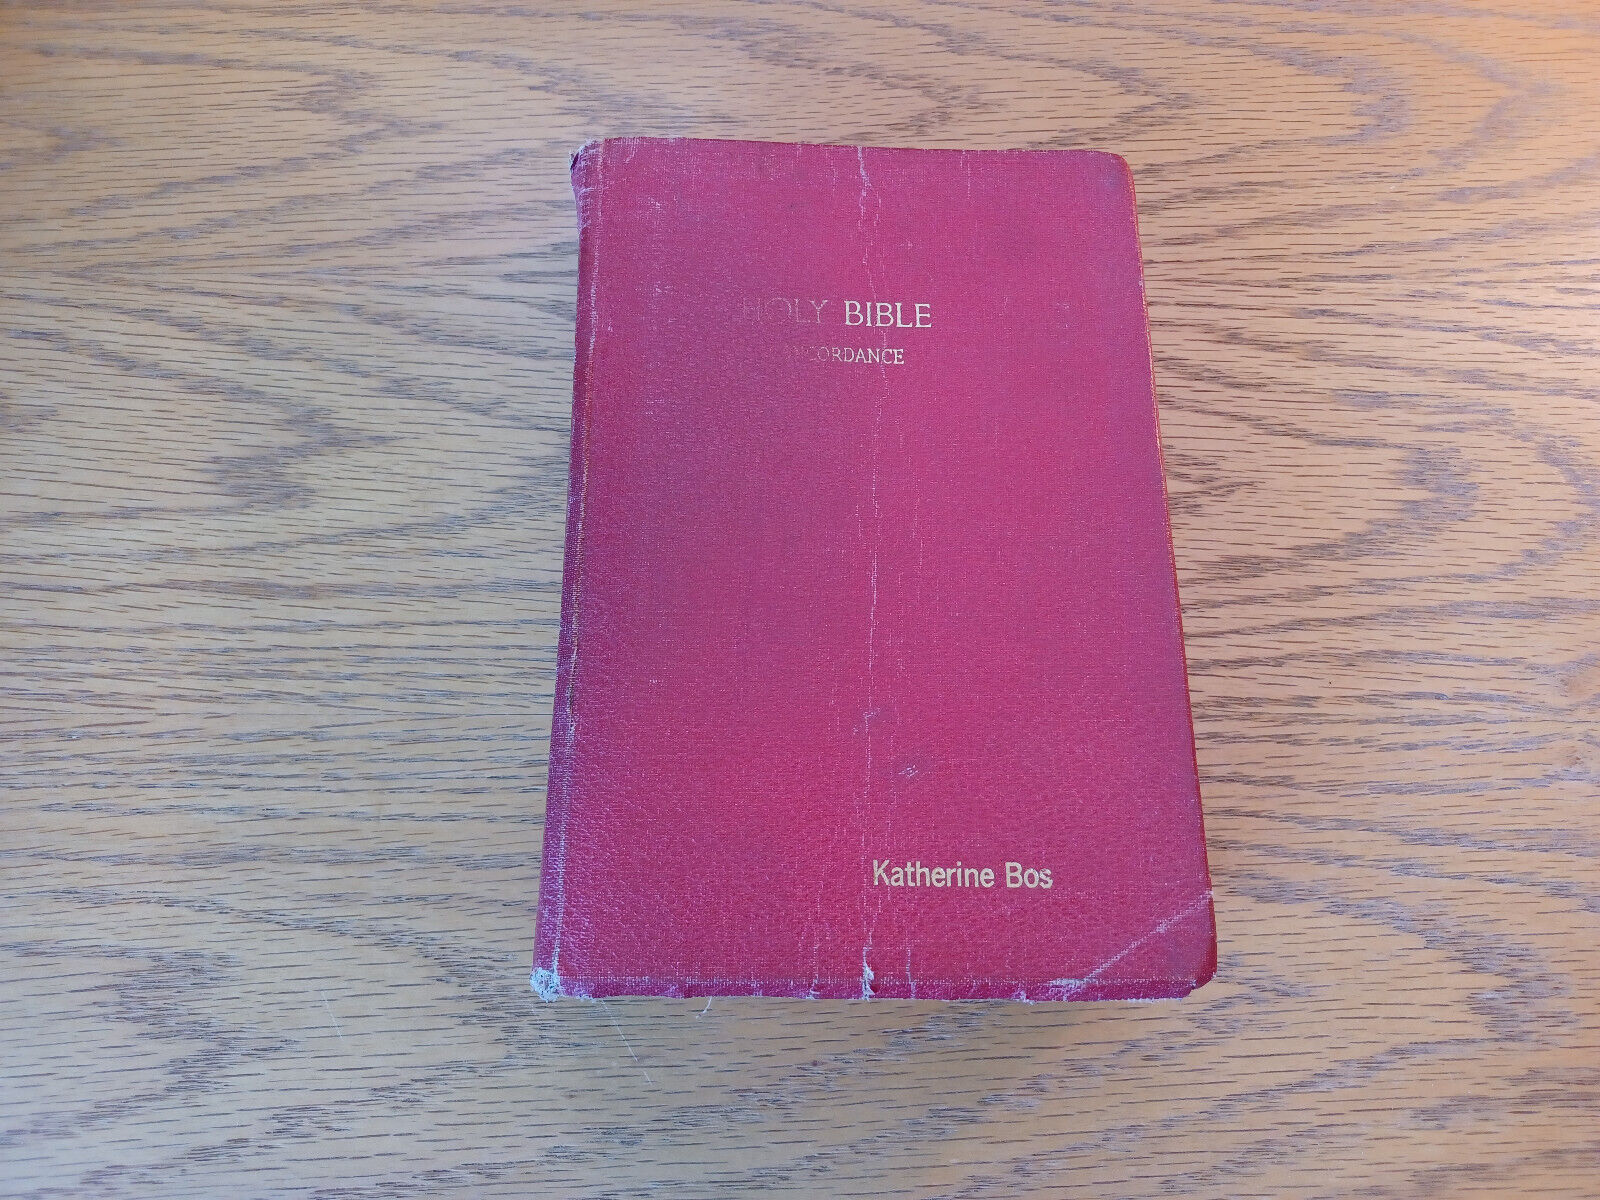 HOLY BIBLE
CONCORDANCE
Katherine Bos